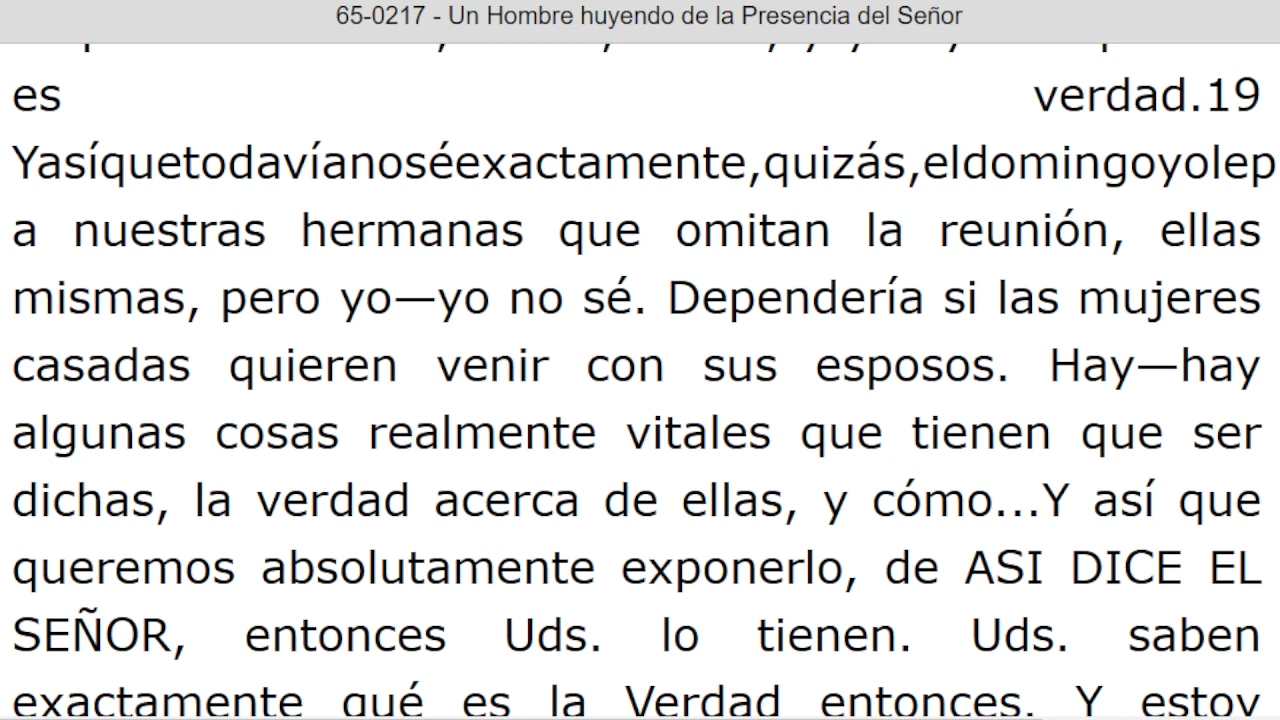 65-0217 - Un Hombre huyendo de la Presencia del Señor
es verdad.19
Yasíquetodavíanoséexactamente,quizás,eldomingoyolep
a nuestras hermanas que omitan la reunión, ellas
mismas, pero yo—yo no sé. Dependería si las mujeres
casadas quieren venir con sus esposos. Hay—hay
algunas cosas realmente vitales que tienen que ser
dichas, la verdad acerca de ellas, y cómo...Y así que
queremos absolutamente exponerlo, de ASI DICE EL
SEÑOR, entonces Uds. lo tienen. Uds. saben
exactamente qué es la Verdad entonces. Y estoy